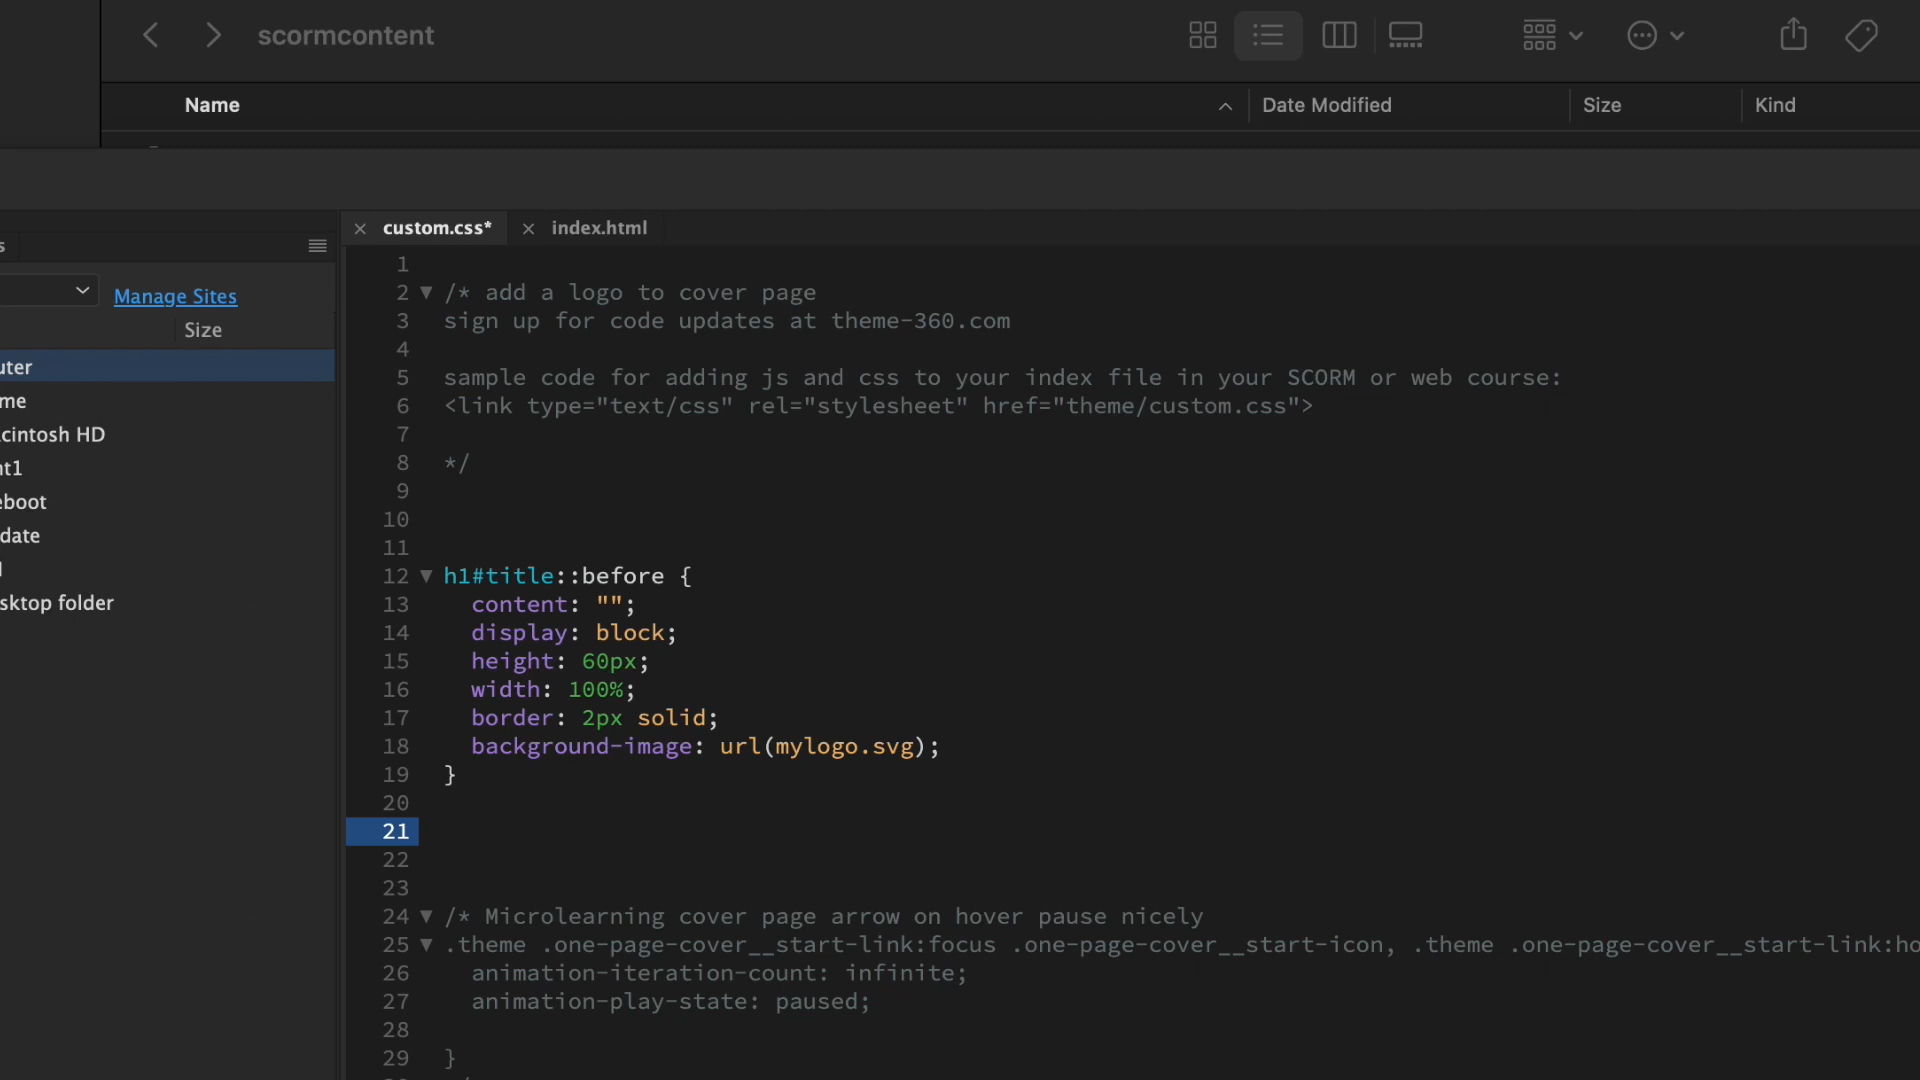 scormcontent
Name
Date Modified
Size
Kind
custom.css*
index.html
s
Manage Sites
Size
uter
me
cintosh HD
nt1
eboot
date
sktop folder
1
2 /* add a logo to cover page
3 sign up for code updates at theme-360.com
4
5 sample code for adding js and css to your index file in your SCORM or web course:
6 <link type="text/css" rel="stylesheet" href="theme/custom.css">
7
8 */
9
10
11
12 h1#title::before {
13 content: "";
14 display: block;
15 height: 60px;
16 width: 100%;
17 border: 2px solid;
18 background-image: url(mylogo.svg);
19 }
20
21
22
23
24 /* Microlearning cover page arrow on hover pause nicely
25 .theme .one-page-cover__start-link:focus .one-page-cover__start-icon, .theme .one-page-cover__start-link:ho
26 animation-iteration-count: infinite;
27 animation-play-state: paused;
28
29 }